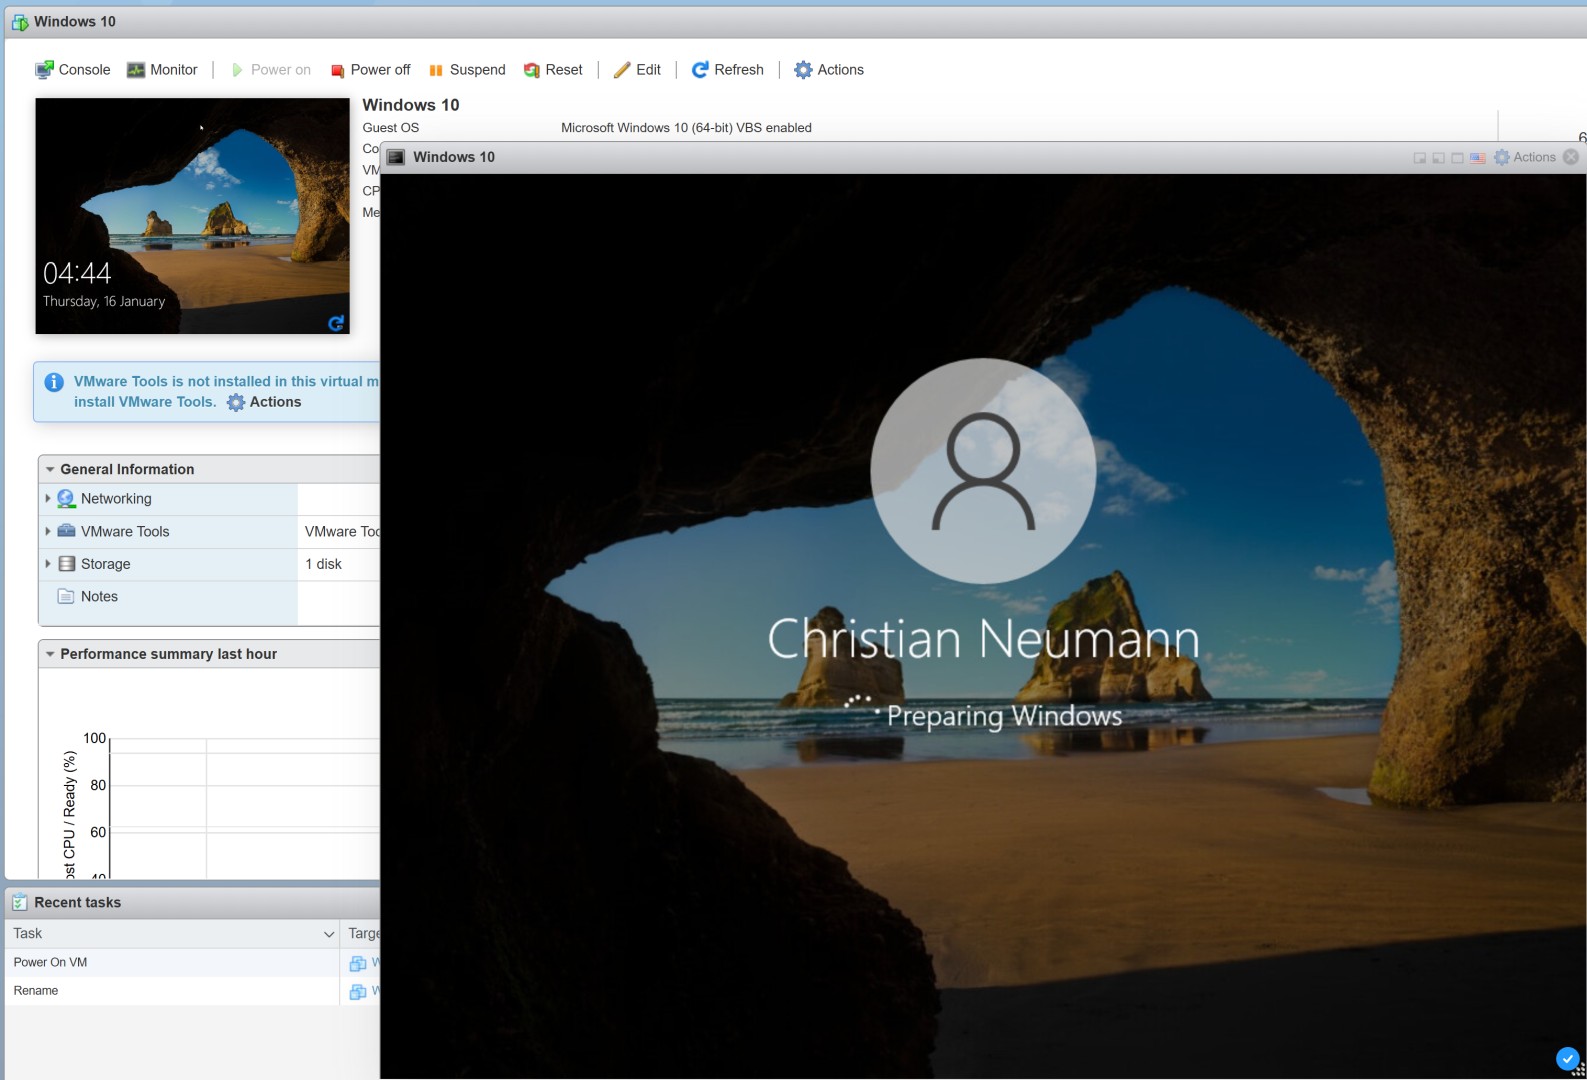 Windows 10
Console Monitor Power on Power off Suspend Reset Edit Refresh Actions
Windows 10
Guest OS Microsoft Windows 10 (64-bit) VBS enabled
Co
VM
CP
Me
6
04:44
Thursday, 16 January
VMware Tools is not installed in this virtual m
install VMware Tools. Actions
General Information
Networking
VMware Tools VMware Too
Storage 1 disk
Notes
Performance summary last hour
100
80
60
40
ost CPU / Ready (%)
Recent tasks
Task Targe
Power On VM W
Rename W
Windows 10 Actions
Christian Neumann
Preparing Windows